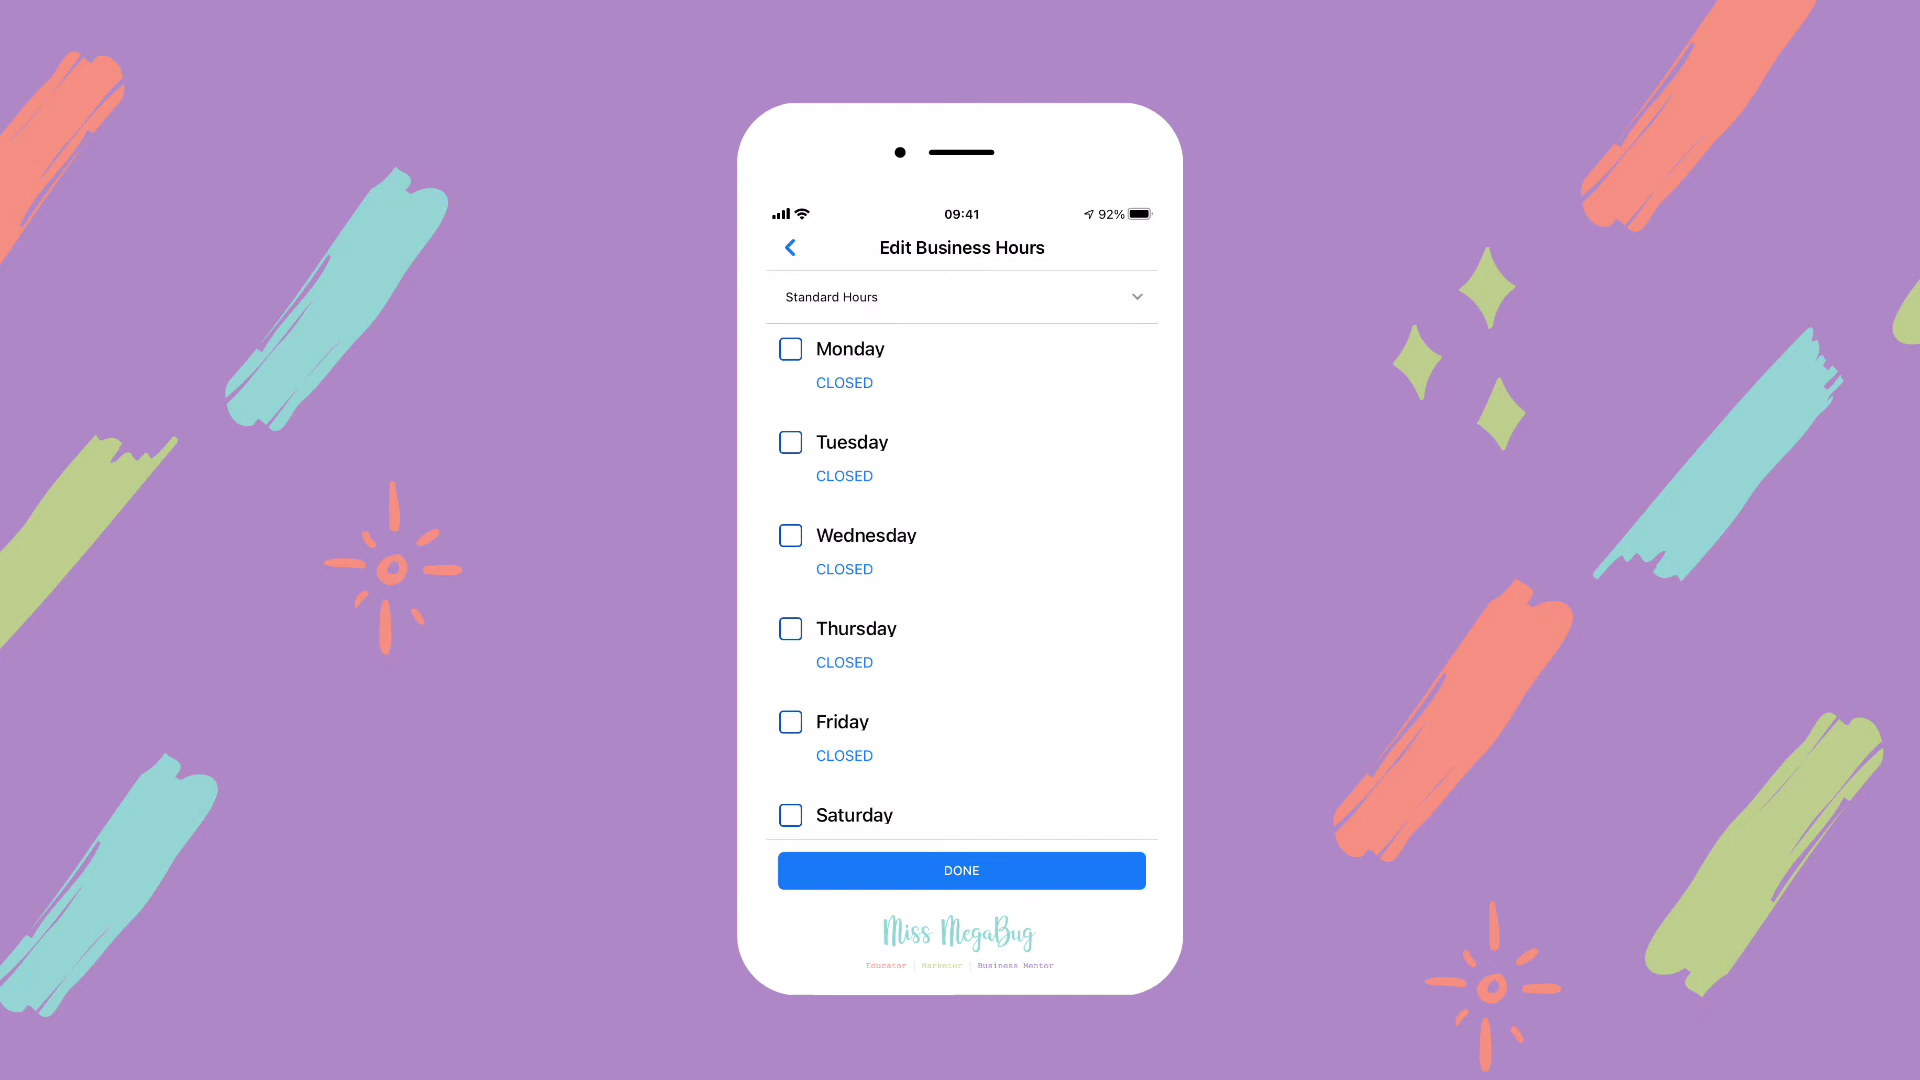 09:41
92%
Edit Business Hours
Standard Hours
Monday
CLOSED
Tuesday
CLOSED
Wednesday
CLOSED
Thursday
CLOSED
Friday
CLOSED
Saturday
DONE
Miss MegaBug
Educator | Marketer | Business Mentor